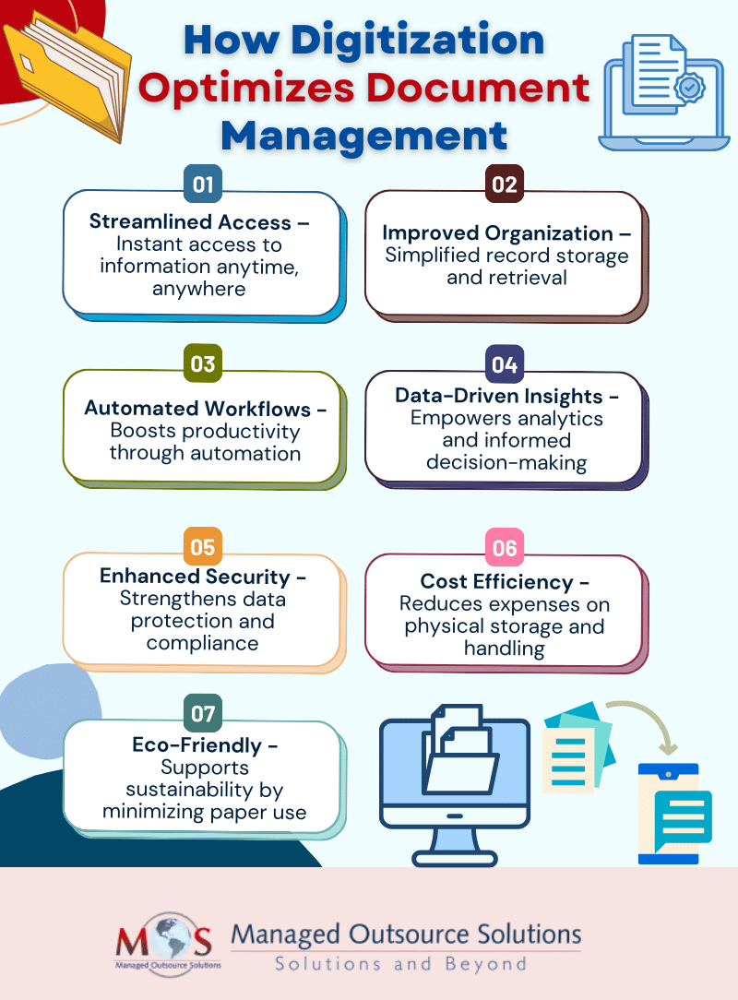 How Digitization
Optimizes Document
Management
01
Streamlined Access –
Instant access to
information anytime,
anywhere
02
Improved Organization –
Simplified record storage
and retrieval
03
Automated Workflows -
Boosts productivity
through automation
04
Data-Driven Insights -
Empowers analytics
and informed
decision-making
05
Enhanced Security -
Strengthens data
protection and
compliance
06
Cost Efficiency -
Reduces expenses on
physical storage and
handling
07
Eco-Friendly -
Supports
sustainability by
minimizing paper use
MOS
Managed Outsource Solutions
Managed Outsource Solutions
Solutions and Beyond